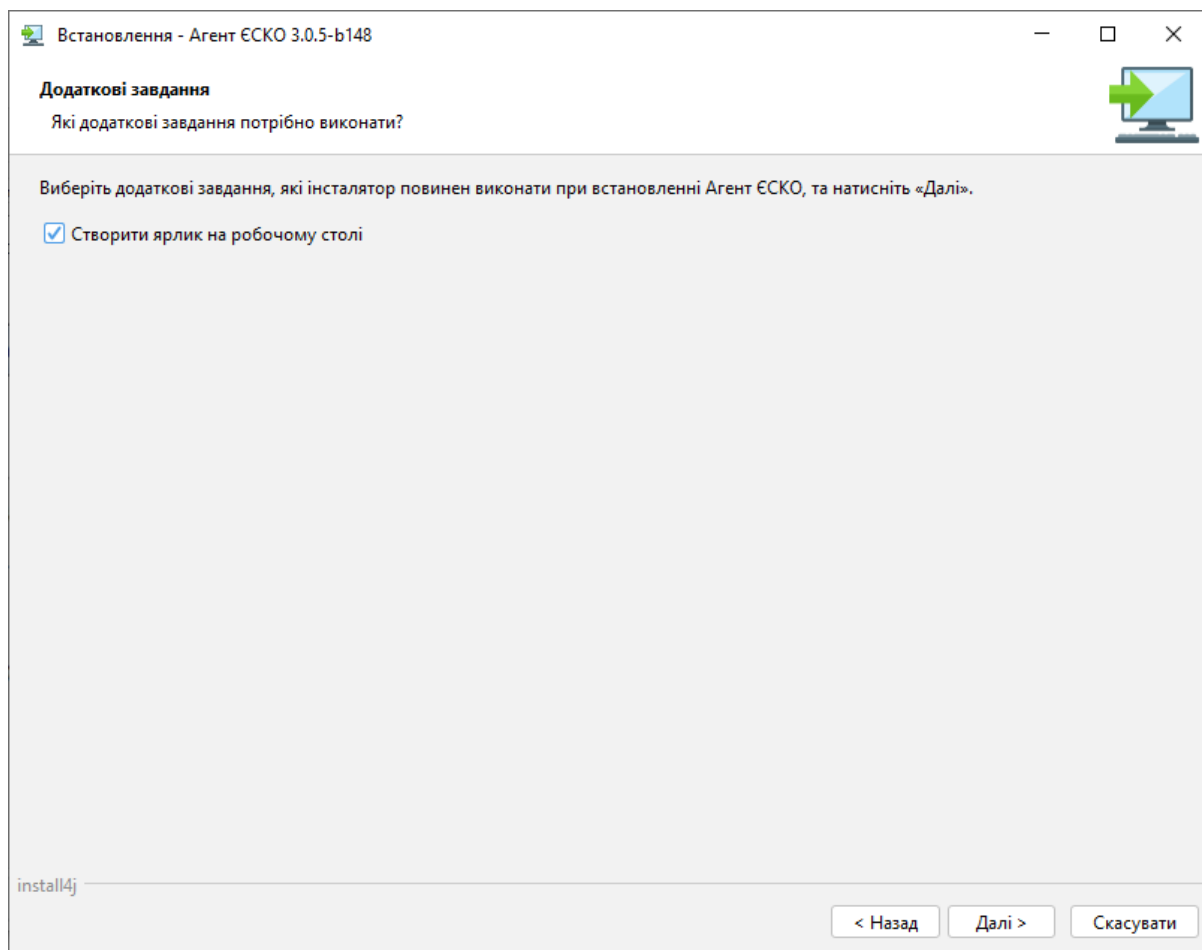 Встановлення - Агент ЄСКО 3.0.5-b148
Додаткові завдання
Які додаткові завдання потрібно виконати?
Виберіть додаткові завдання, які інсталятор повинен виконати при встановленні Агент ЄСКО, та натисніть «Далі».
Створити ярлик на робочому столі
install4j
< Назад
Далі >
Скасувати